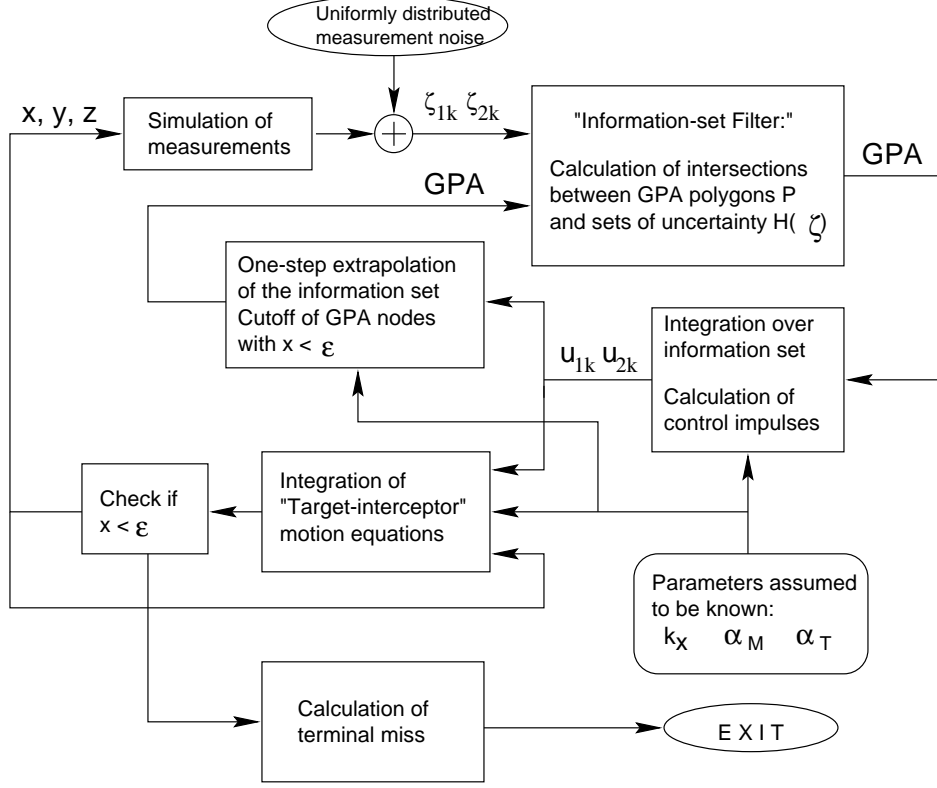 Uniformly distributed
measurement noise
x, y, z
Simulation of
measurements
+
ζ1k ζ2k
"Information-set Filter:"
Calculation of intersections
between GPA polygons P
and sets of uncertainty H( ζ)
GPA
GPA
One-step extrapolation
of the information set
Cutoff of GPA nodes
with x < ε
u1k u2k
Integration over
information set
Calculation of
control impulses
Check if
x < ε
Integration of
"Target-interceptor"
motion equations
Parameters assumed
to be known:
kx αM αT
Calculation of
terminal miss
E X I T